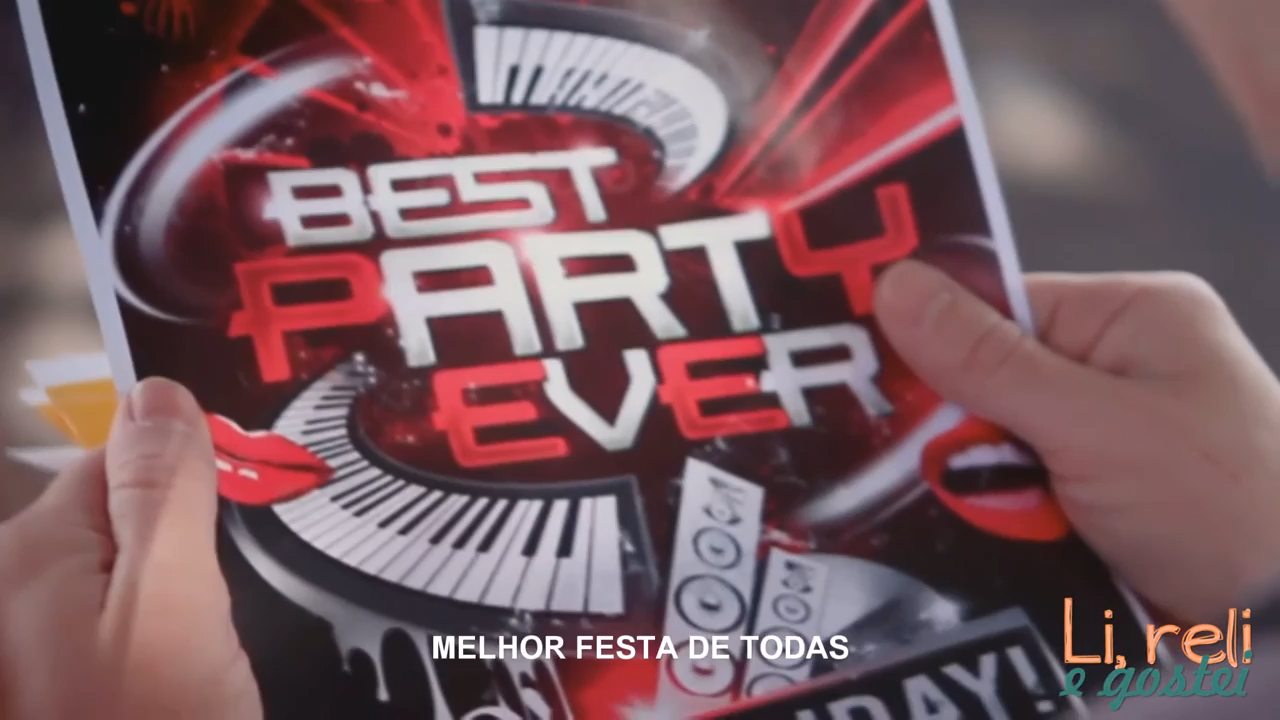 BEST
PARTY
EVER
MELHOR FESTA DE TODAS
Li, reli
e gostei